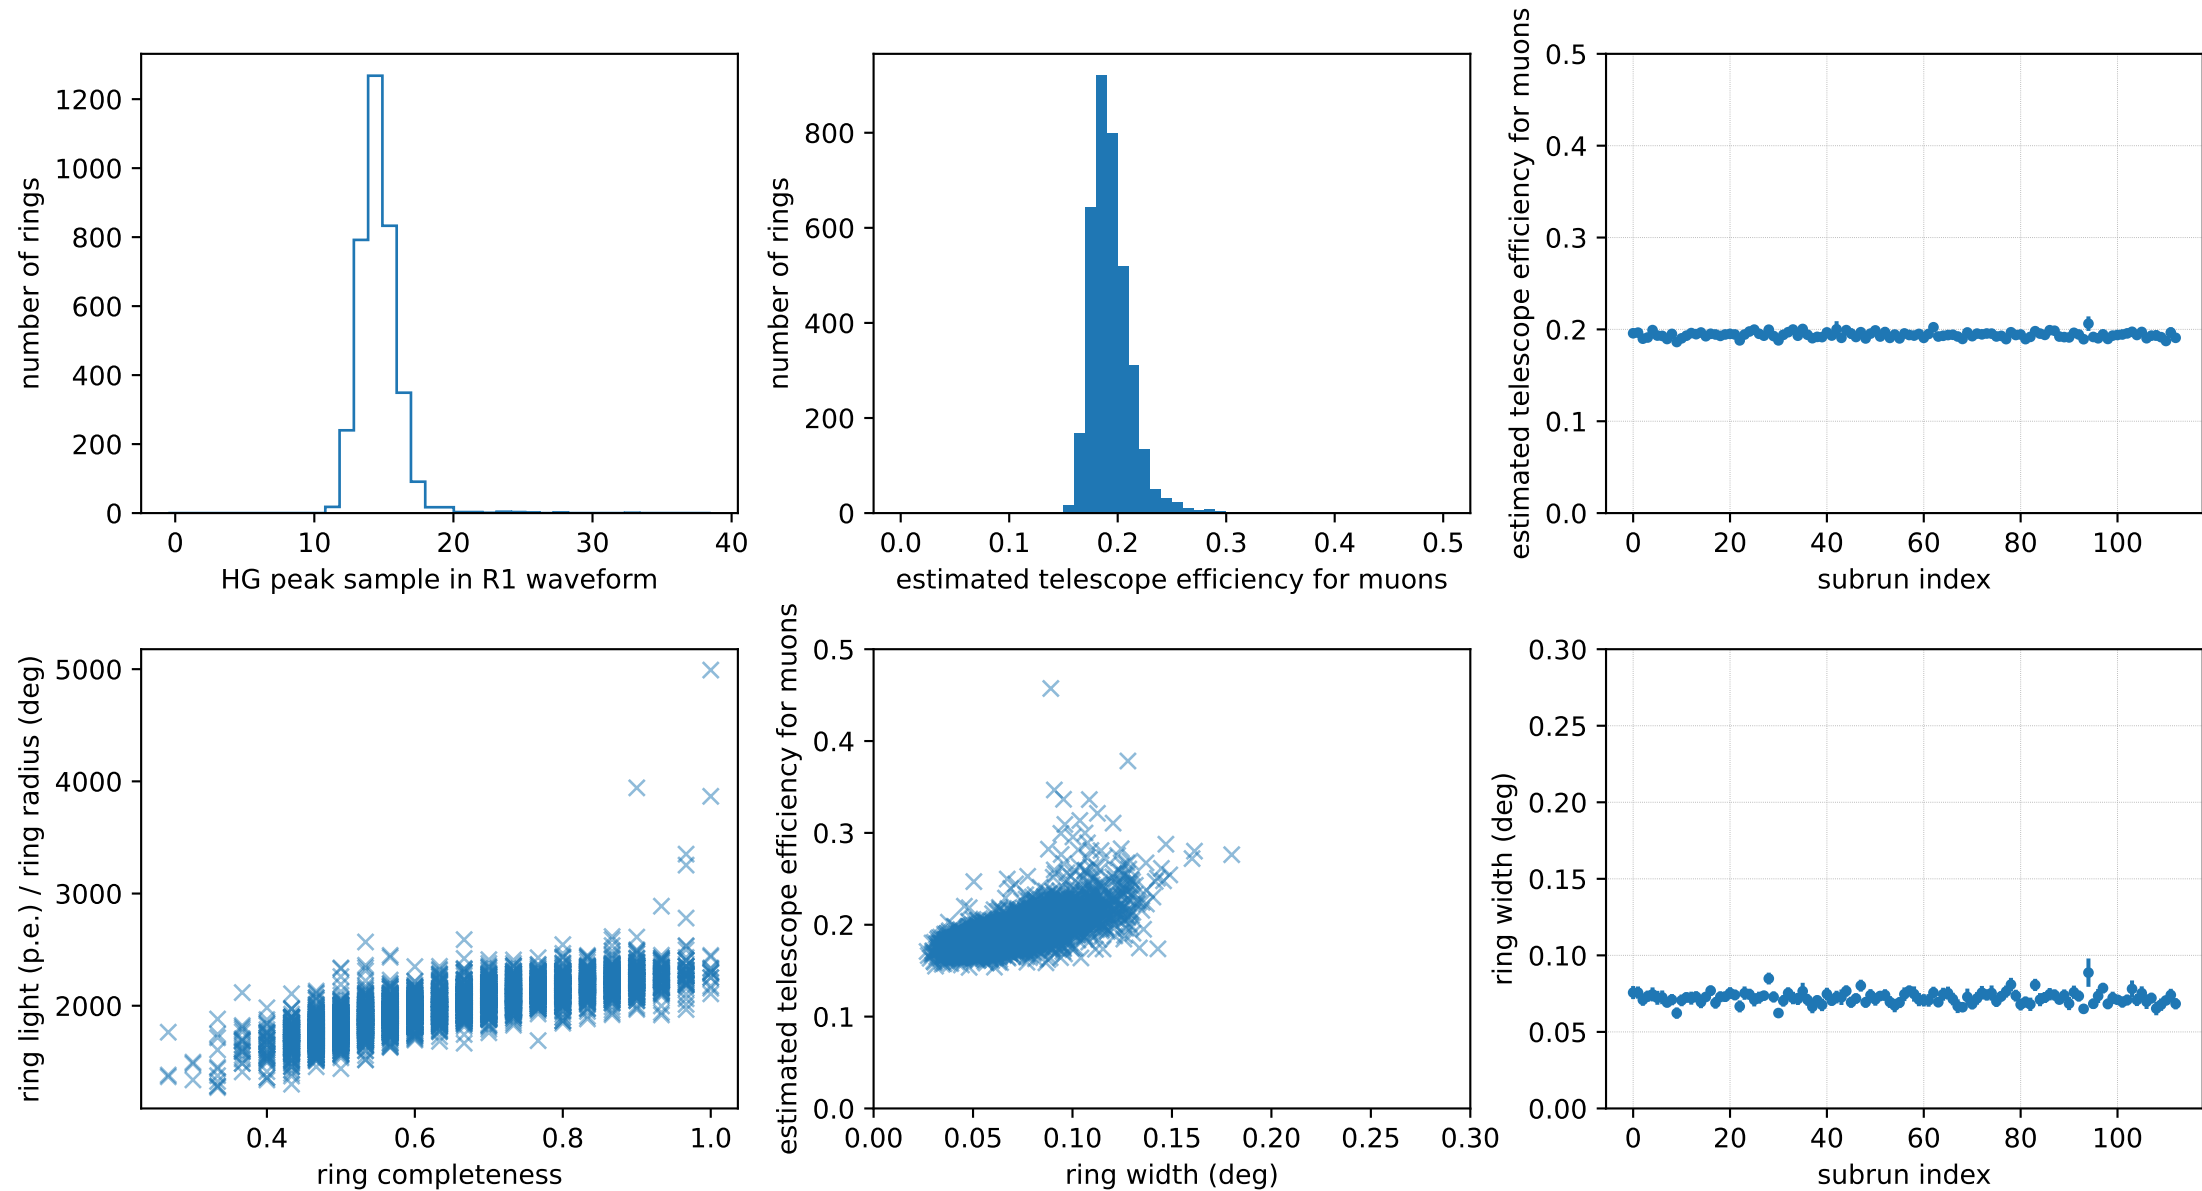 number of rings
1200
1000
800
600
400
200
0
0 10 20 30 40
HG peak sample in R1 waveform
number of rings
800
600
400
200
0
0.0 0.1 0.2 0.3 0.4 0.5
estimated telescope efficiency for muons
estimated telescope efficiency for muons
0.5
0.4
0.3
0.2
0.1
0.0
0 20 40 60 80 100
subrun index
ring light (p.e.) / ring radius (deg)
5000
4000
3000
2000
0.4 0.6 0.8 1.0
ring completeness
estimated telescope efficiency for muons
0.5
0.4
0.3
0.2
0.1
0.0
0.00 0.05 0.10 0.15 0.20 0.25 0.30
ring width (deg)
ring width (deg)
0.30
0.25
0.20
0.15
0.10
0.05
0.00
0 20 40 60 80 100
subrun index